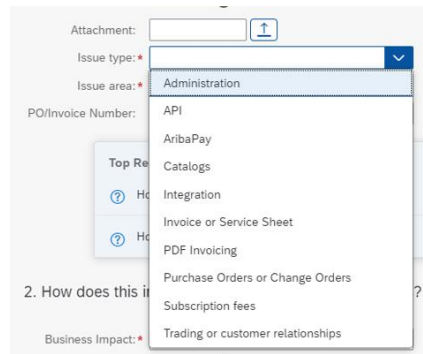 Attachment:
Issue type:*
Issue area:* Administration
PO/Invoice Number: API
AribaPay
Top Re Catalogs
Ho Integration
Invoice or Service Sheet
Ho PDF Invoicing
Purchase Orders or Change Orders
2. How does this i ?
Subscription fees
Business Impact:* Trading or customer relationships